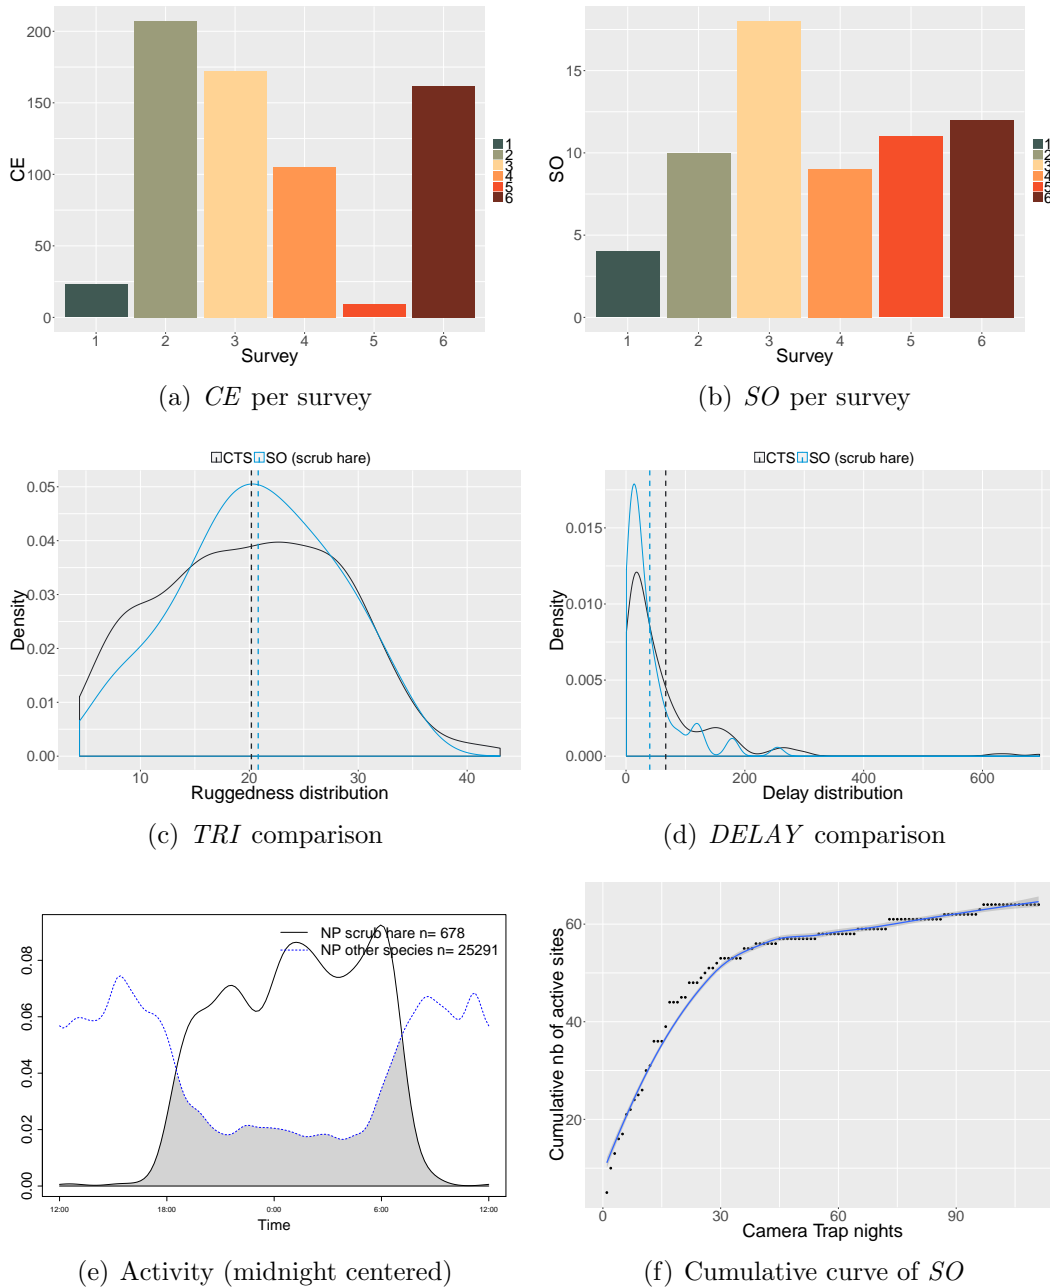 200
150
100
50
0
CE
1 2 3 4 5 6
Survey
1
2
3
4
5
6
(a) CE per survey
15
10
5
0
SO
1 2 3 4 5 6
Survey
1
2
3
4
5
6
(b) SO per survey
CTS SO (scrub hare)
0.05
0.04
0.03
0.02
0.01
0.00
Density
10 20 30 40
Ruggedness distribution
(c) TRI comparison
CTS SO (scrub hare)
0.015
0.010
0.005
0.000
Density
0 200 400 600
Delay distribution
(d) DELAY comparison
NP scrub hare n= 678
NP other species n= 25291
0.08
0.06
0.04
0.02
0.00
12:00 18:00 0:00 6:00 12:00
Time
(e) Activity (midnight centered)
60
40
20
Cumulative nb of active sites
0 30 60 90
Camera Trap nights
(f) Cumulative curve of SO